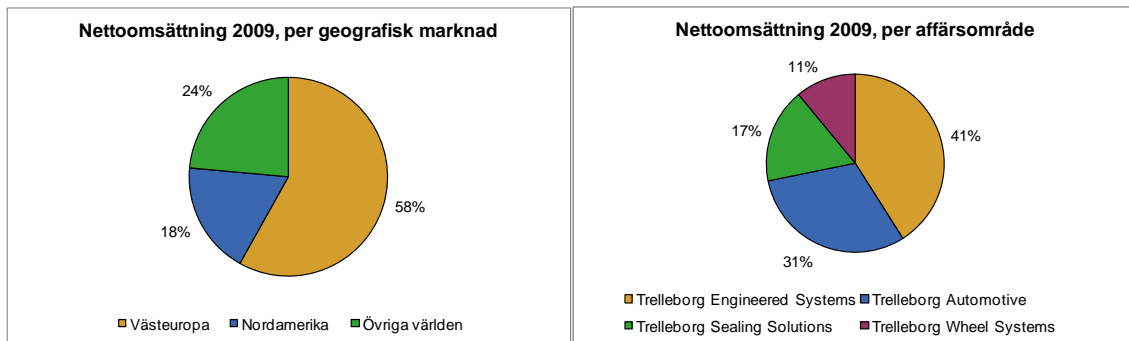 Nettoomsättning 2009, per geografisk marknad
24%
18%
58%
Västeuropa Nordamerika Övriga världen
Nettoomsättning 2009, per affärsområde
11%
17%
41%
31%
Trelleborg Engineered Systems Trelleborg Automotive
Trelleborg Sealing Solutions Trelleborg Wheel Systems